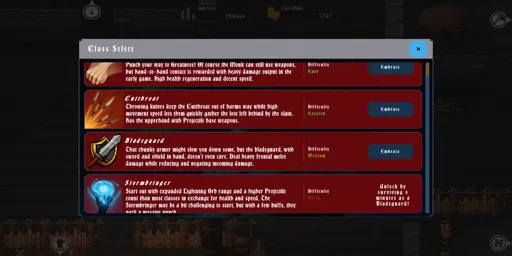 Class Select
×
Punch your way to Greatness! Of course the Monk can still use weapons,
but hand-to-hand contact is rewarded with heavy damage output in the
early game. High health regeneration and decent speed.
Difficulty
Easy
Embrace
Cutthroat
Throwing knives keep the Cutthroat out of harms way while high
movement speed lets them quickly gather the loot left behind by the slain.
Has the upperhand with Projectile base weapons.
Difficulty
Embrace
Bladeguard
That chunky armor might slow you down some, but the bladeguard, with
sword and shield in hand, doesn't even care. Deal heavy frontal melee
damage while reducing and negating incoming damage.
Difficulty
Medium
Embrace
Stormbringer
Start out with expanded Lightning Orb range and a higher Projectile
count than most classes in exchange for health and speed. The
Stormbringer may be a bit challenging to start, but with a few buffs, they
pack a massive punch
Difficulty
Unlock by
surviving 5
minutes as a
Bladeguard!